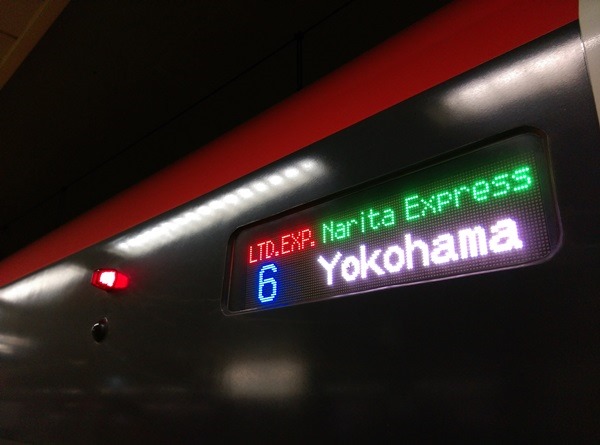 LTD.EXP. Narita Express
6 Yokohama